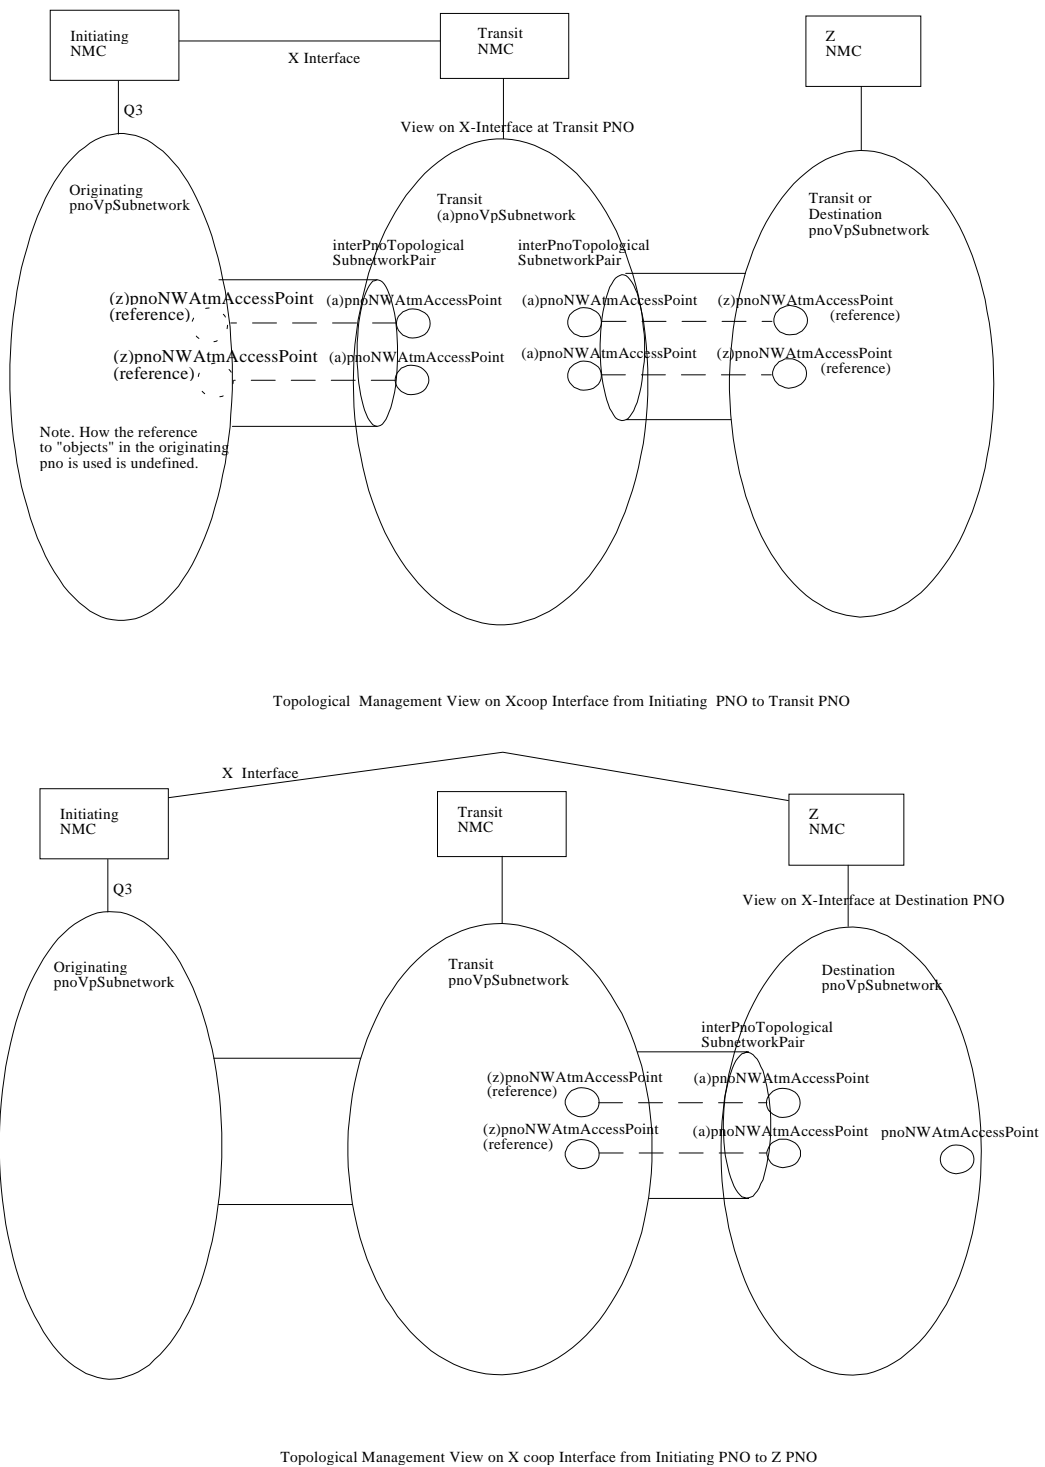 Initiating
NMC
Transit
NMC
Z
NMC
X Interface
Q3
View on X-Interface at Transit PNO
Originating
pnoVpSubnetwork
Transit
(a)pnoVpSubnetwork
Transit or
Destination
pnoVpSubnetwork
interPnoTopological
SubnetworkPair
interPnoTopological
SubnetworkPair
(z)pnoNWAtmAccessPoint
(reference)
(a)pnoNWAtmAccessPoint
(a)pnoNWAtmAccessPoint
(z)pnoNWAtmAccessPoint
(reference)
(z)pnoNWAtmAccessPoint
(reference)
(a)pnoNWAtmAccessPoint
(a)pnoNWAtmAccessPoint
(z)pnoNWAtmAccessPoint
(reference)
Note. How the reference
to "objects" in the originating
pno is used is undefined.
Topological Management View on Xcoop Interface from Initiating PNO to Transit PNO
X Interface
Initiating
NMC
Transit
NMC
Z
NMC
Q3
View on X-Interface at Destination PNO
Originating
pnoVpSubnetwork
Transit
pnoVpSubnetwork
Destination
pnoVpSubnetwork
interPnoTopological
SubnetworkPair
(z)pnoNWAtmAccessPoint
(reference)
(a)pnoNWAtmAccessPoint
(z)pnoNWAtmAccessPoint
(reference)
(a)pnoNWAtmAccessPoint
pnoNWAtmAccessPoint
Topological Management View on X coop Interface from Initiating PNO to Z PNO